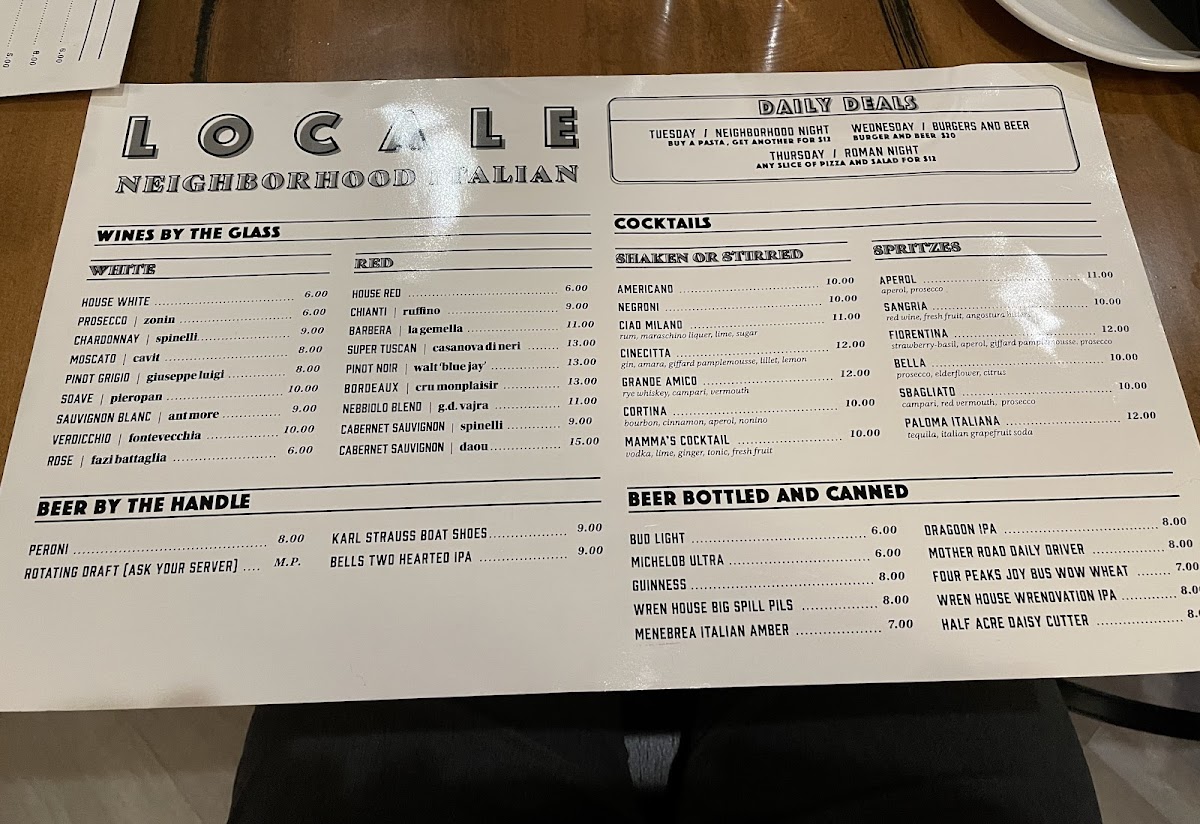 LOCALE
NEIGHBORHOOD ITALIAN
DAILY DEALS
TUESDAY / NEIGHBORHOOD NIGHT
BUY A PASTA, GET ANOTHER FOR $12
WEDNESDAY / BURGERS AND BEER
BURGER AND BEER $20
THURSDAY / ROMAN NIGHT
ANY SLICE OF PIZZA AND SALAD FOR $12
WINES BY THE GLASS
WHITE
HOUSE WHITE 6.00
PROSECCO | zonin 6.00
CHARDONNAY | spinelli 9.00
MOSCATO | cavit 8.00
PINOT GRIGIO | giuseppe luigi 8.00
SOAVE | pieropan 10.00
SAUVIGNON BLANC | ant more 9.00
VERDICCHIO | fontevecchia 10.00
ROSE | fazi battaglia 6.00
RED
HOUSE RED 6.00
CHIANTI | ruffino 9.00
BARBERA | la gemella 11.00
SUPER TUSCAN | casanova di neri 13.00
PINOT NOIR | walt 'blue jay' 13.00
BORDEAUX | cru monplaisir 13.00
NEBBIOLO BLEND | g.d. vajra 11.00
CABERNET SAUVIGNON | spinelli 9.00
CABERNET SAUVIGNON | daou 15.00
COCKTAILS
SHAKEN OR STIRRED
AMERICANO 10.00
NEGRONI 10.00
CIAO MILANO 11.00
rum, maraschino liquer, lime, sugar
CINECITTA 12.00
gin, amara, giffard pamplemousse, lillet, lemon
GRANDE AMICO 12.00
rye whiskey, campari, vermouth
CORTINA 10.00
bourbon, cinnamon, aperol, nonino
MAMMA'S COCKTAIL 10.00
vodka, lime, ginger, tonic, fresh fruit
SPRITZES
APEROL 11.00
aperol, prosecco
SANGRIA 10.00
red wine, fresh fruit, angostura bitters
FIORENTINA 12.00
strawberry-basil, aperol, giffard pamplemousse, prosecco
BELLA 10.00
prosecco, elderflower, citrus
SBAGLIATO 10.00
campari, red vermouth, prosecco
PALOMA ITALIANA 12.00
tequila, italian grapefruit soda
BEER BY THE HANDLE
PERONI 8.00
ROTATING DRAFT (ASK YOUR SERVER) M.P.
KARL STRAUSS BOAT SHOES 9.00
BELLS TWO HEARTED IPA 9.00
BEER BOTTLED AND CANNED
BUD LIGHT 6.00
MICHELOB ULTRA 6.00
GUINNESS 8.00
WREN HOUSE BIG SPILL PILS 8.00
MENEBREA ITALIAN AMBER 7.00
DRAGOON IPA 8.00
MOTHER ROAD DAILY DRIVER 8.00
FOUR PEAKS JOY BUS WOW WHEAT 7.00
WREN HOUSE WRENOVATION IPA 8.0
HALF ACRE DAISY CUTTER 8.
6.00
8.00
5.00